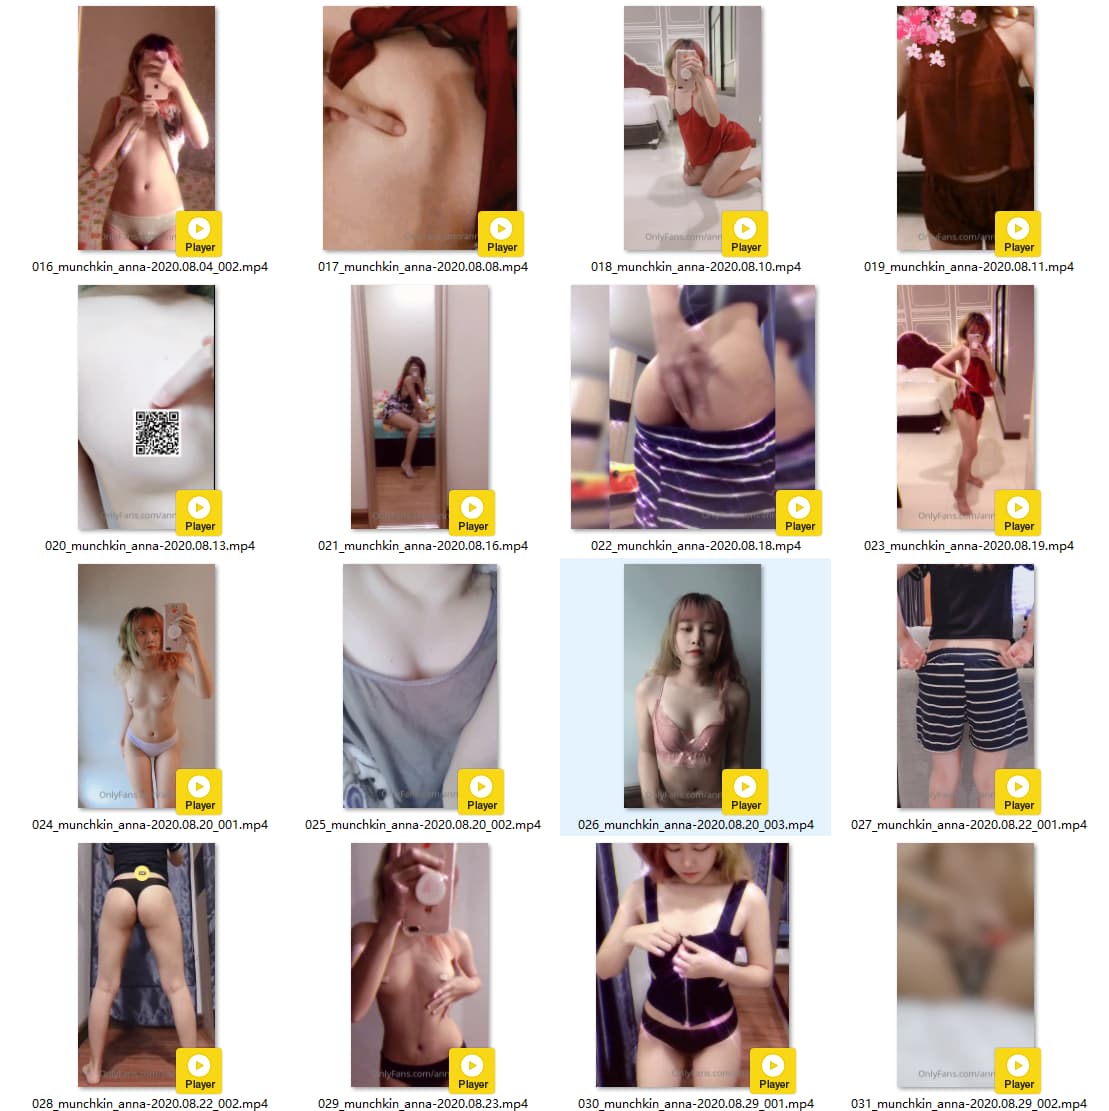 Player
016_munchkin_anna-2020.08.04_002.mp4
Player
017_munchkin_anna-2020.08.08.mp4
OnlyFans.com/ann
Player
018_munchkin_anna-2020.08.10.mp4
OnlyFans.com/ann
Player
019_munchkin_anna-2020.08.11.mp4
OnlyFans.com/ann
Player
020_munchkin_anna-2020.08.13.mp4
Player
021_munchkin_anna-2020.08.16.mp4
Player
022_munchkin_anna-2020.08.18.mp4
OnlyFans.com/ann
Player
023_munchkin_anna-2020.08.19.mp4
OnlyFans
Player
024_munchkin_anna-2020.08.20_001.mp4
Player
025_munchkin_anna-2020.08.20_002.mp4
OnlyFans.com/ann
Player
026_munchkin_anna-2020.08.20_003.mp4
Player
027_munchkin_anna-2020.08.22_001.mp4
Player
028_munchkin_anna-2020.08.22_002.mp4
Player
029_munchkin_anna-2020.08.23.mp4
OnlyFans.com/ann
Player
030_munchkin_anna-2020.08.29_001.mp4
OnlyFans.com/ann
Player
031_munchkin_anna-2020.08.29_002.mp4